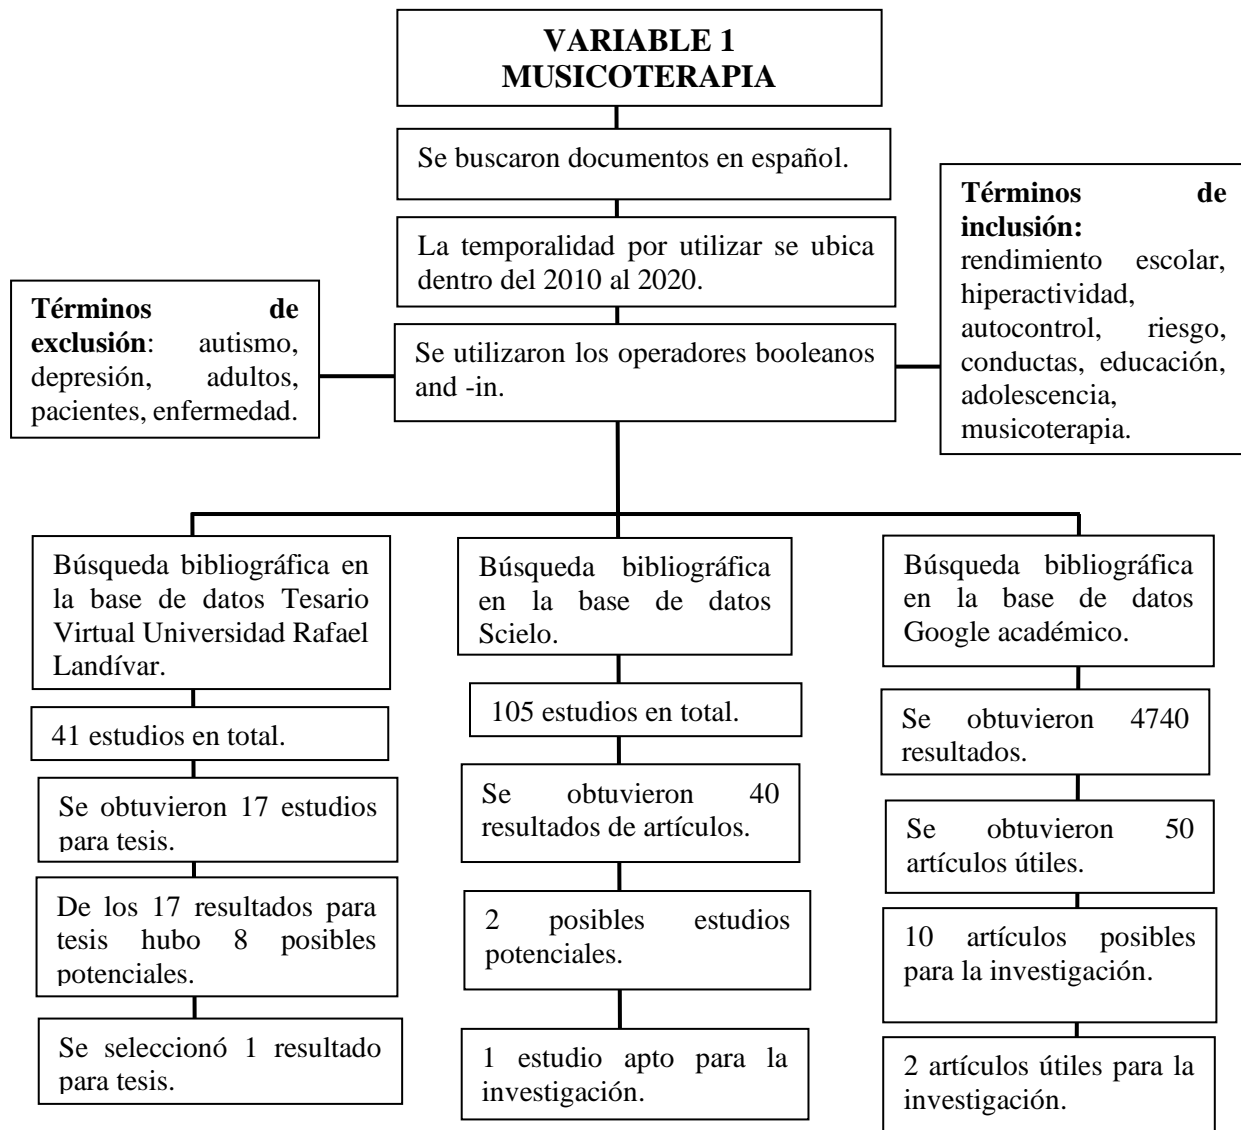 VARIABLE 1
MUSICOTERAPIA
Se buscaron documentos en español.
La temporalidad por utilizar se ubica
dentro del 2010 al 2020.
Términos de
exclusión: autismo,
depresión, adultos,
pacientes, enfermedad.
Se utilizaron los operadores booleanos
and -in.
Términos de
inclusión:
rendimiento escolar,
hiperactividad,
autocontrol, riesgo,
conductas, educación,
adolescencia,
musicoterapia.
Búsqueda bibliográfica en
la base de datos Tesario
Virtual Universidad Rafael
Landívar.
41 estudios en total.
Se obtuvieron 17 estudios
para tesis.
De los 17 resultados para
tesis hubo 8 posibles
potenciales.
Se seleccionó 1 resultado
para tesis.
Búsqueda bibliográfica
en la base de datos
Scielo.
105 estudios en total.
Se obtuvieron 40
resultados de artículos.
2 posibles estudios
potenciales.
1 estudio apto para la
investigación.
Búsqueda bibliográfica
en la base de datos
Google académico.
Se obtuvieron 4740
resultados.
Se obtuvieron 50
artículos útiles.
10 artículos posibles
para la investigación.
2 artículos útiles para la
investigación.